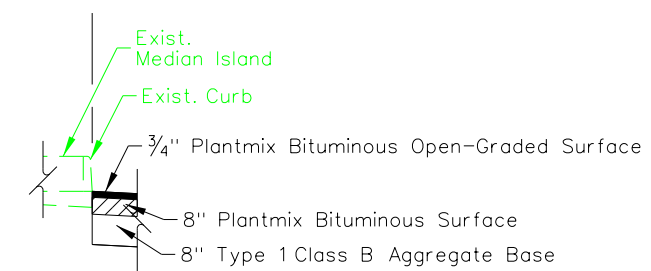 Exist.
Median Island
Exist. Curb
3/4" Plantmix Bituminous Open-Graded Surface
8" Plantmix Bituminous Surface
8" Type 1 Class B Aggregate Base